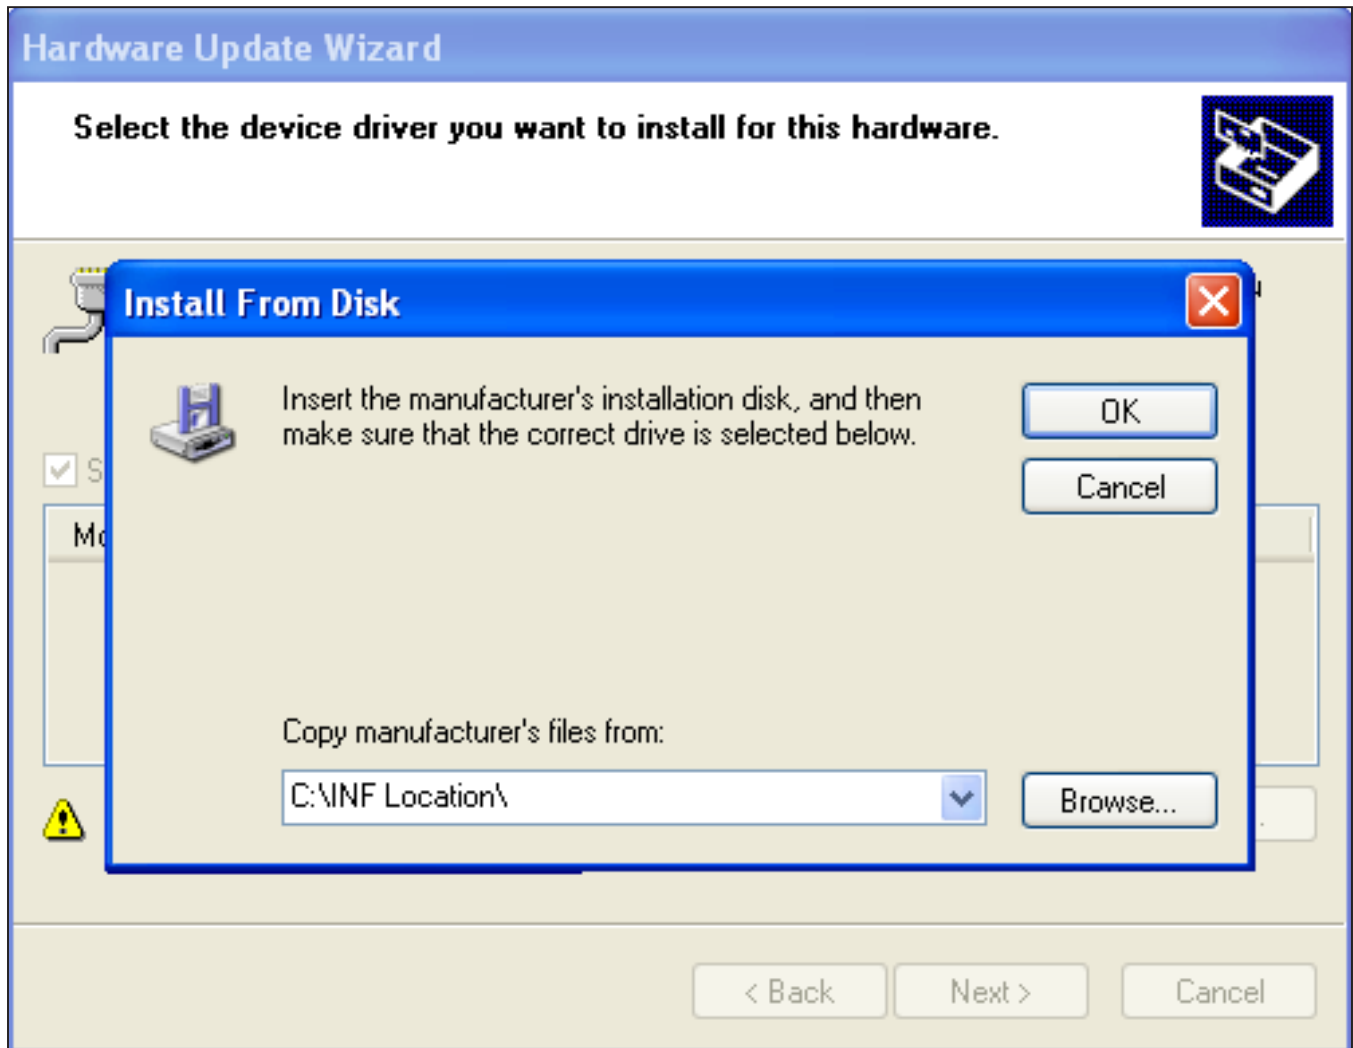 Hardware Update Wizard
Select the device driver you want to install for this hardware.
Install From Disk
Insert the manufacturer's installation disk, and then
make sure that the correct drive is selected below.
OK
Cancel
Copy manufacturer's files from:
C:\INF Location\
Browse...
< Back
Next >
Cancel